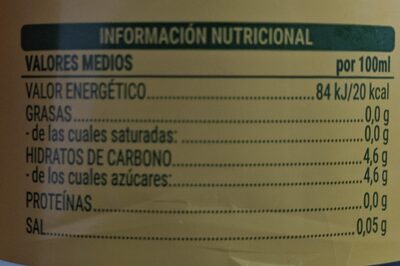 INFORMACIÓN NUTRICIONAL
VALORES MEDIOS por 100ml
VALOR ENERGÉTICO 84 kJ/20 kcal
GRASAS 0,0 g
- de las cuales saturadas: 0,0 g
HIDRATOS DE CARBONO 4,6 g
- de los cuales azúcares: 4,6 g
PROTEÍNAS 0,0 g
SAL 0,05 g